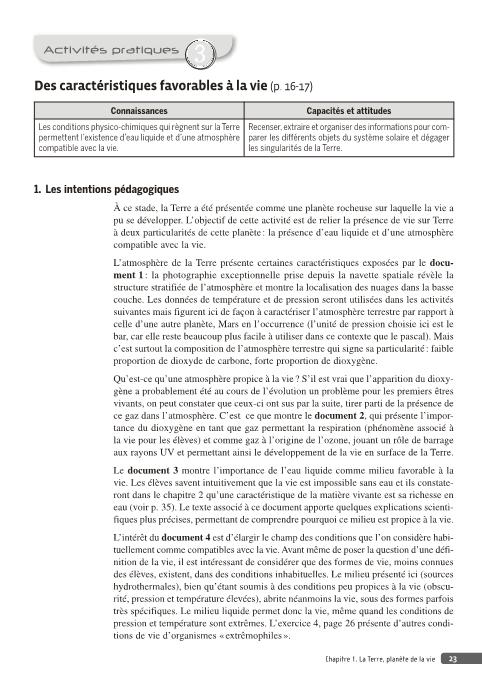 Activités pratiques 3
Des caractéristiques favorables à la vie (p. 16-17)
Connaissances
Capacités et attitudes
Les conditions physico-chimiques qui règnent sur la Terre
permettent l'existence d'eau liquide et d'une atmosphère
compatible avec la vie.
Recenser, extraire et organiser des informations pour com-
parer les différents objets du système solaire et dégager
les singularités de la Terre.
1. Les intentions pédagogiques
À ce stade, la Terre a été présentée comme une planète rocheuse sur laquelle la vie a
pu se développer. L'objectif de cette activité est de relier la présence de vie sur Terre
à deux particularités de cette planète : la présence d'eau liquide et d'une atmosphère
compatible avec la vie.
L'atmosphère de la Terre présente certaines caractéristiques exposées par le docu-
ment 1 : la photographie exceptionnelle prise depuis la navette spatiale révèle la
structure stratifiée de l'atmosphère et montre la localisation des nuages dans la basse
couche. Les données de température et de pression seront utilisées dans les activités
suivantes mais figurent ici de façon à caractériser l'atmosphère terrestre par rapport à
celle d'une autre planète, Mars en l'occurrence (l'unité de pression choisie ici est le
bar, car elle reste beaucoup plus facile à utiliser dans ce contexte que le pascal). Mais
c'est surtout la composition de l'atmosphère terrestre qui signe sa particularité : faible
proportion de dioxyde de carbone, forte proportion de dioxygène.
Qu'est-ce qu'une atmosphère propice à la vie ? S'il est vrai que l'apparition du dioxy-
gène a probablement été au cours de l'évolution un problème pour les premiers êtres
vivants, on peut constater que ceux-ci ont su par la suite, tirer parti de la présence de
ce gaz dans l'atmosphère. C'est ce que montre le document 2, qui présente l'impor-
tance du dioxygène en tant que gaz permettant la respiration (phénomène associé à
la vie pour les élèves) et comme gaz à l'origine de l'ozone, jouant un rôle de barrage
aux rayons UV et permettant ainsi le développement de la vie en surface de la Terre.
Le document 3 montre l'importance de l'eau liquide comme milieu favorable à la
vie. Les élèves savent intuitivement que la vie est impossible sans eau et ils constate-
ront dans le chapitre 2 qu'une caractéristique de la matière vivante est sa richesse en
eau (voir p. 35). Le texte associé à ce document apporte quelques explications scienti-
fiques plus précises, permettant de comprendre pourquoi ce milieu est propice à la vie.
L'intérêt du document 4 est d'élargir le champ des conditions que l'on considère habi-
tuellement comme compatibles avec la vie. Avant même de poser la question d'une défi-
nition de la vie, il est intéressant de considérer que des formes de vie, moins connues
des élèves, existent, dans des conditions inhabituelles. Le milieu présenté ici (sources
hydrothermales), bien qu'étant soumis à des conditions peu propices à la vie (obscu-
rité, pression et température élevées), abrite néanmoins la vie, sous des formes parfois
très spécifiques. Le milieu liquide permet donc la vie, même quand les conditions de
pression et température sont extrêmes. L'exercice 4, page 26 présente d'autres condi-
tions de vie d'organismes « extrêmophiles ».
Chapitre 1. La Terre, planète de la vie 23